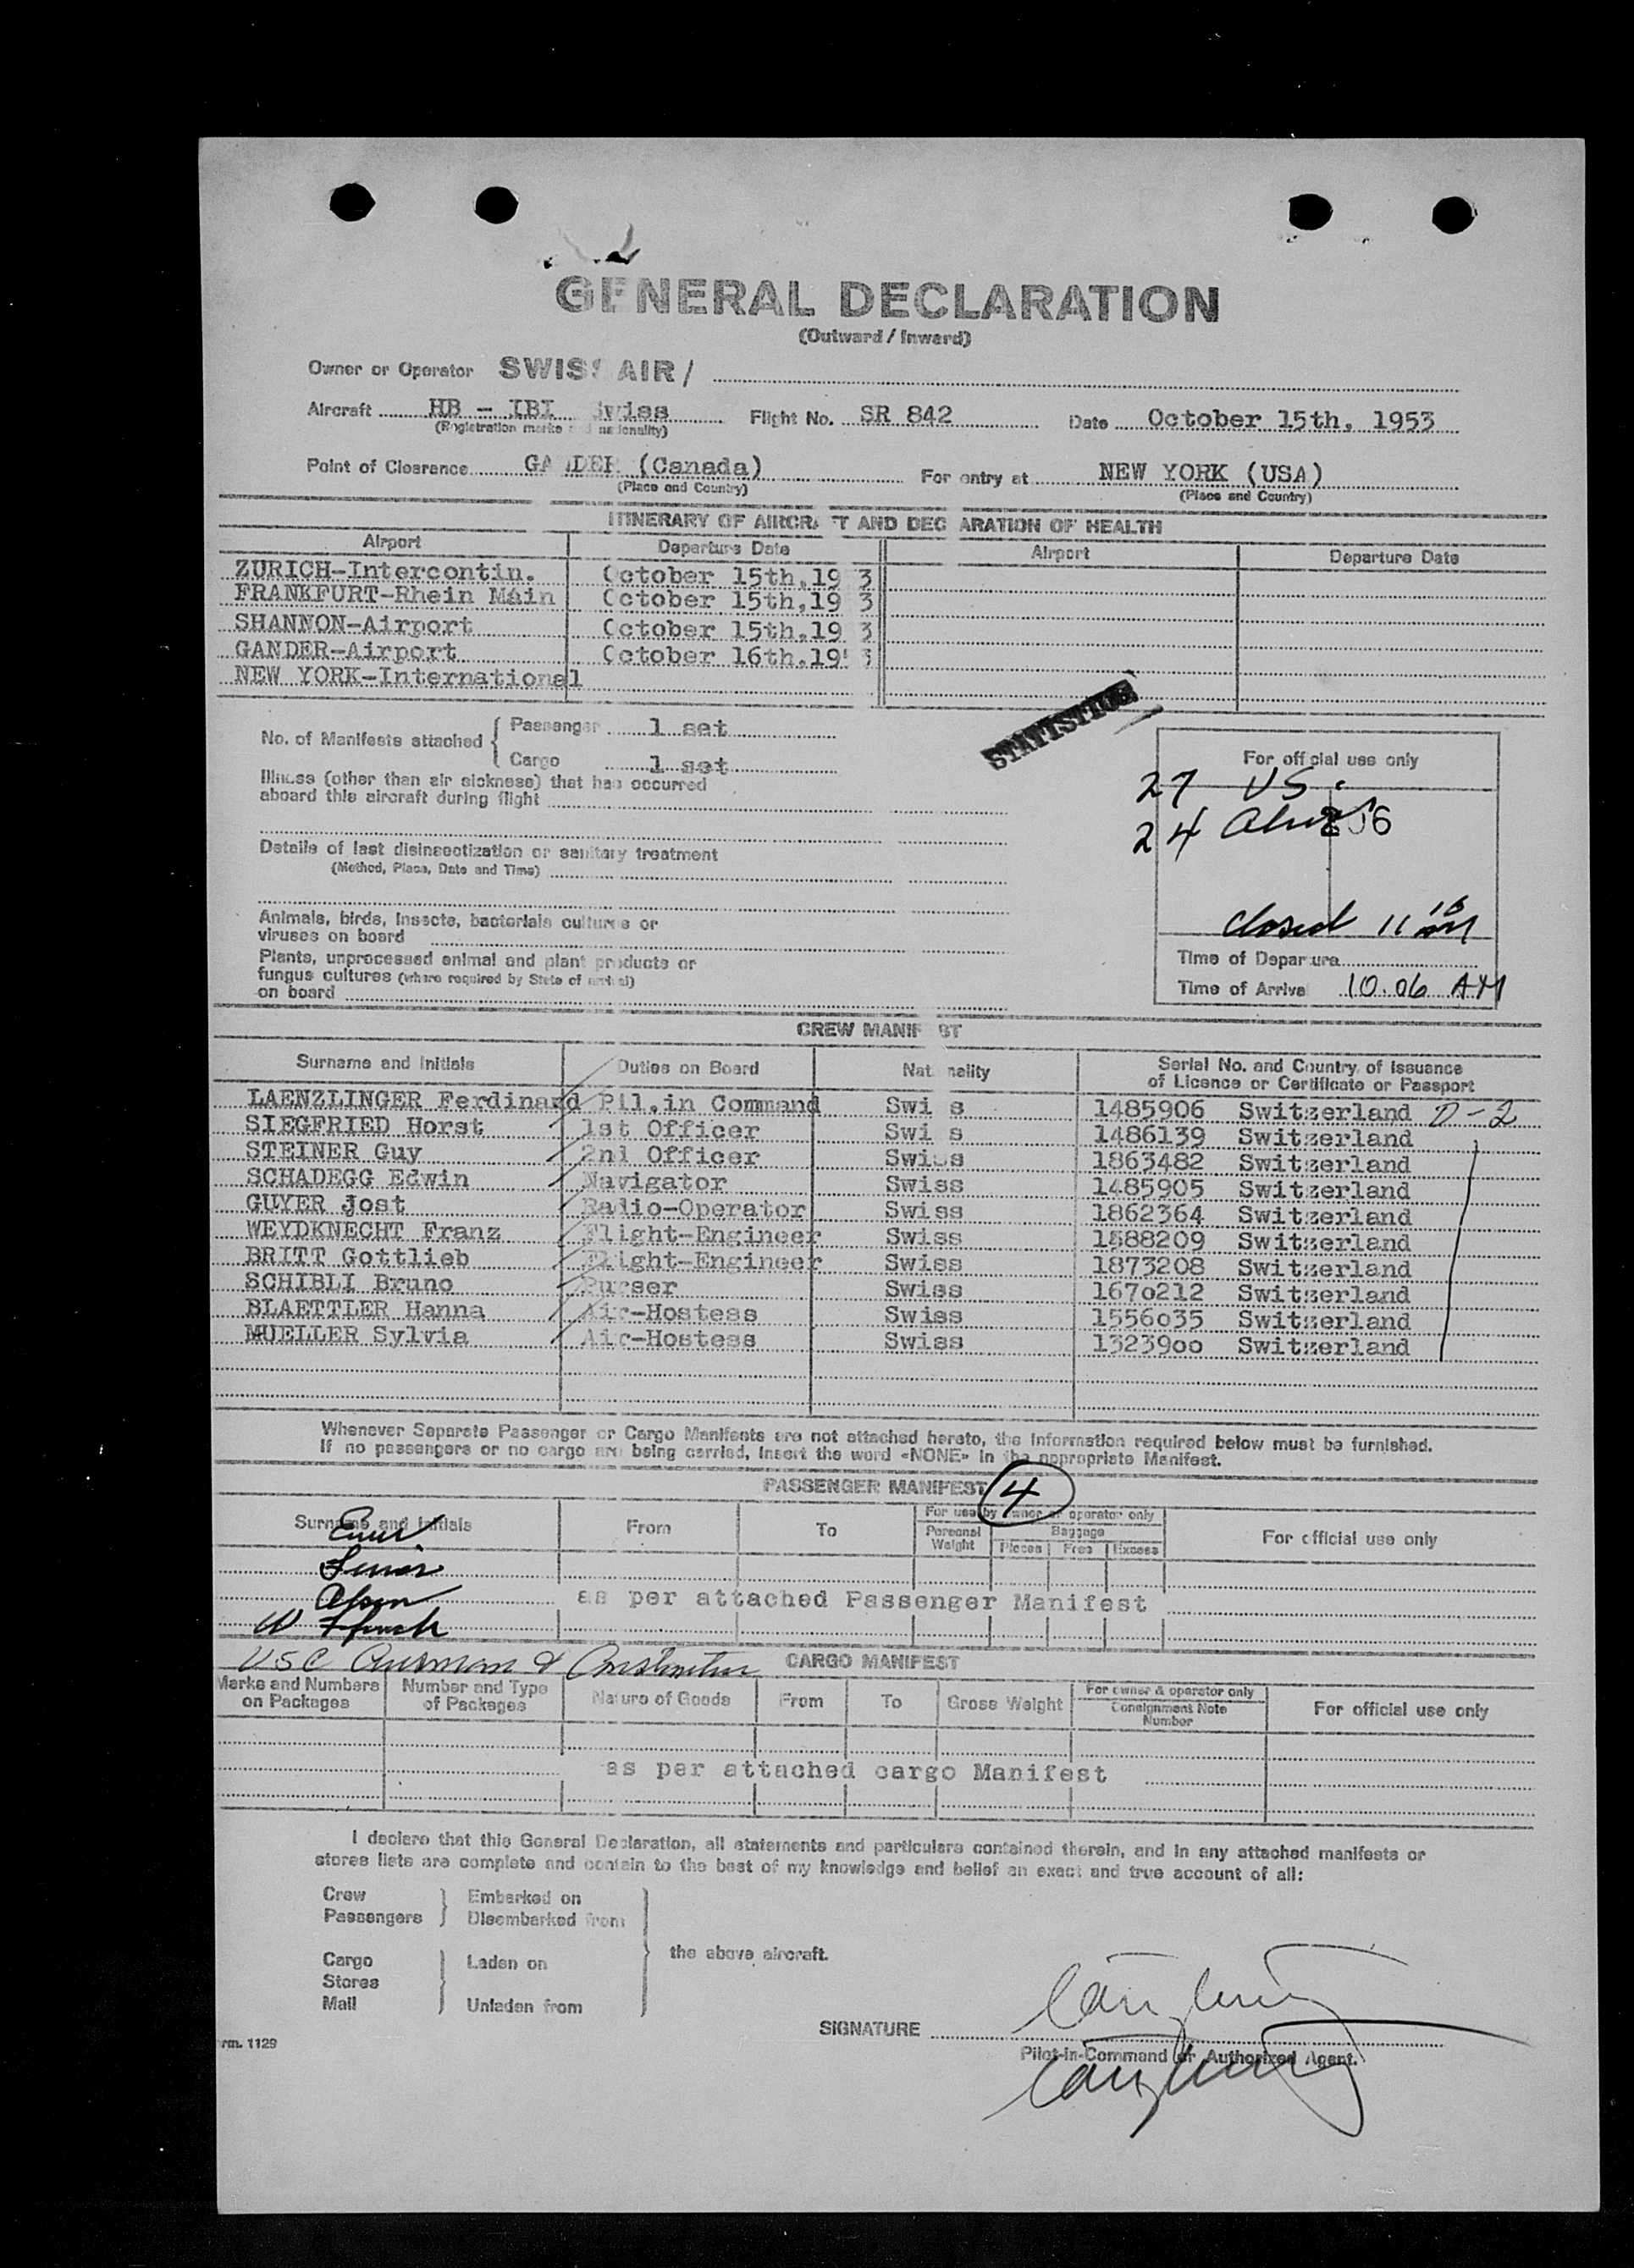 GENERAL DECLARATION
(Outward / Inward)
Owner or Operator SWISSAIR /
Aircraft HB - IBI Swiss Flight No. SR 842 Date October 15th, 1953
(Registration marks and nationality)
Point of Clearance GANDER (Canada) For entry at NEW YORK (USA)
(Place and Country) (Place and Country)
ITINERARY OF AIRCRAFT AND DECLARATION OF HEALTH
Airport Departure Date Airport Departure Date
ZURICH-Intercontin. October 15th,1953
FRANKFURT-Rhein Main October 15th,1953
SHANNON-Airport October 15th,1953
GANDER-Airport October 16th,1953
NEW YORK-International
STATISTICS
No. of Manifests attached { Passenger 1 set
Cargo 1 set
Illness (other than air sickness) that has occurred
aboard this aircraft during flight
Details of last disinsectization or sanitary treatment
(Method, Place, Date and Time)
Animals, birds, insects, bacterials cultures or
viruses on board
Plants, unprocessed animal and plant products or
fungus cultures (where required by State of arrival)
on board
For official use only
27 US.
24 56
closed 11
Time of Departure
Time of Arrival 10.06 AM
CREW MANIFEST
Surname and Initials Duties on Board Nationality Serial No. and Country of Issuance
of Licence or Certificate or Passport
LAENZLINGER Ferdinand Pil.in Command Swiss 1485906 Switzerland D-2
SIEGFRIED Horst 1st Officer Swiss 1486139 Switzerland
STEINER Guy 2nd Officer Swiss 1863482 Switzerland
SCHADEGG Edwin Navigator Swiss 1485905 Switzerland
GUYER Jost Radio-Operator Swiss 1862364 Switzerland
WEYDKNECHT Franz Flight-Engineer Swiss 1588209 Switzerland
BRITT Gottlieb Flight-Engineer Swiss 1873208 Switzerland
SCHIBLI Bruno Purser Swiss 1670212 Switzerland
BLAETTLER Hanna Air-Hostess Swiss 1556035 Switzerland
MUELLER Sylvia Air-Hostess Swiss 1323900 Switzerland
Whenever Separate Passenger or Cargo Manifests are not attached hereto, the information required below must be furnished.
If no passengers or no cargo are being carried, insert the word «NONE» in the appropriate Manifest.
PASSENGER MANIFEST 4
Surname and Initials From To For use by owner or operator only For official use only
Personal Weight Baggage
Pieces Free Excess
as per attached Passenger Manifest
CARGO MANIFEST
Marks and Numbers on Packages Number and Type of Packages Nature of Goods From To Gross Weight For owner & operator only Consignment Note Number For official use only
as per attached cargo Manifest
I declare that this General Declaration, all statements and particulars contained therein, and in any attached manifests or
stores lists are complete and contain to the best of my knowledge and belief an exact and true account of all:
Crew } Embarked on
Passengers } Disembarked from
the above aircraft.
Cargo } Laden on
Stores
Mail } Unladen from
SIGNATURE
Pilot-in-Command or Authorized Agent.
rm. 1129